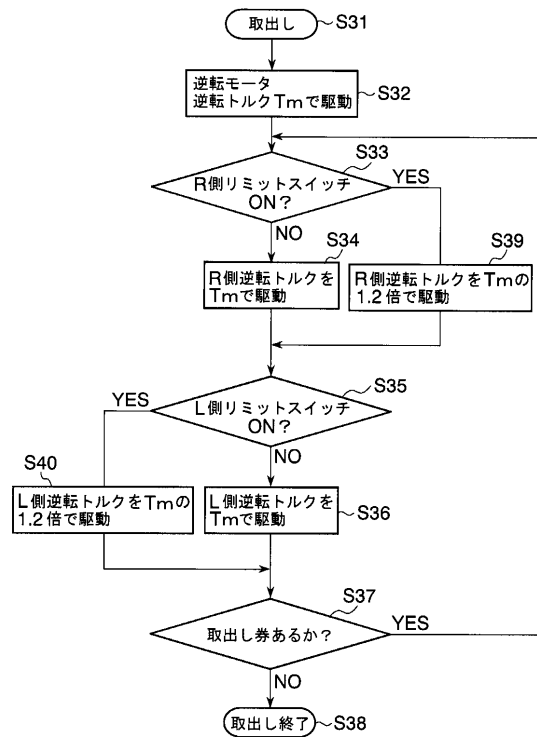 取出し
S31
逆転モータ
逆転トルクTmで駆動
S32
S33
R側リミットスイッチ
ON?
YES
NO
S34
R側逆転トルクを
Tmで駆動
S39
R側逆転トルクをTmの
1.2倍で駆動
S35
L側リミットスイッチ
ON?
YES
NO
S40
L側逆転トルクをTmの
1.2倍で駆動
L側逆転トルクを
Tmで駆動
S36
S37
取出し券あるか?
YES
NO
取出し終了
S38